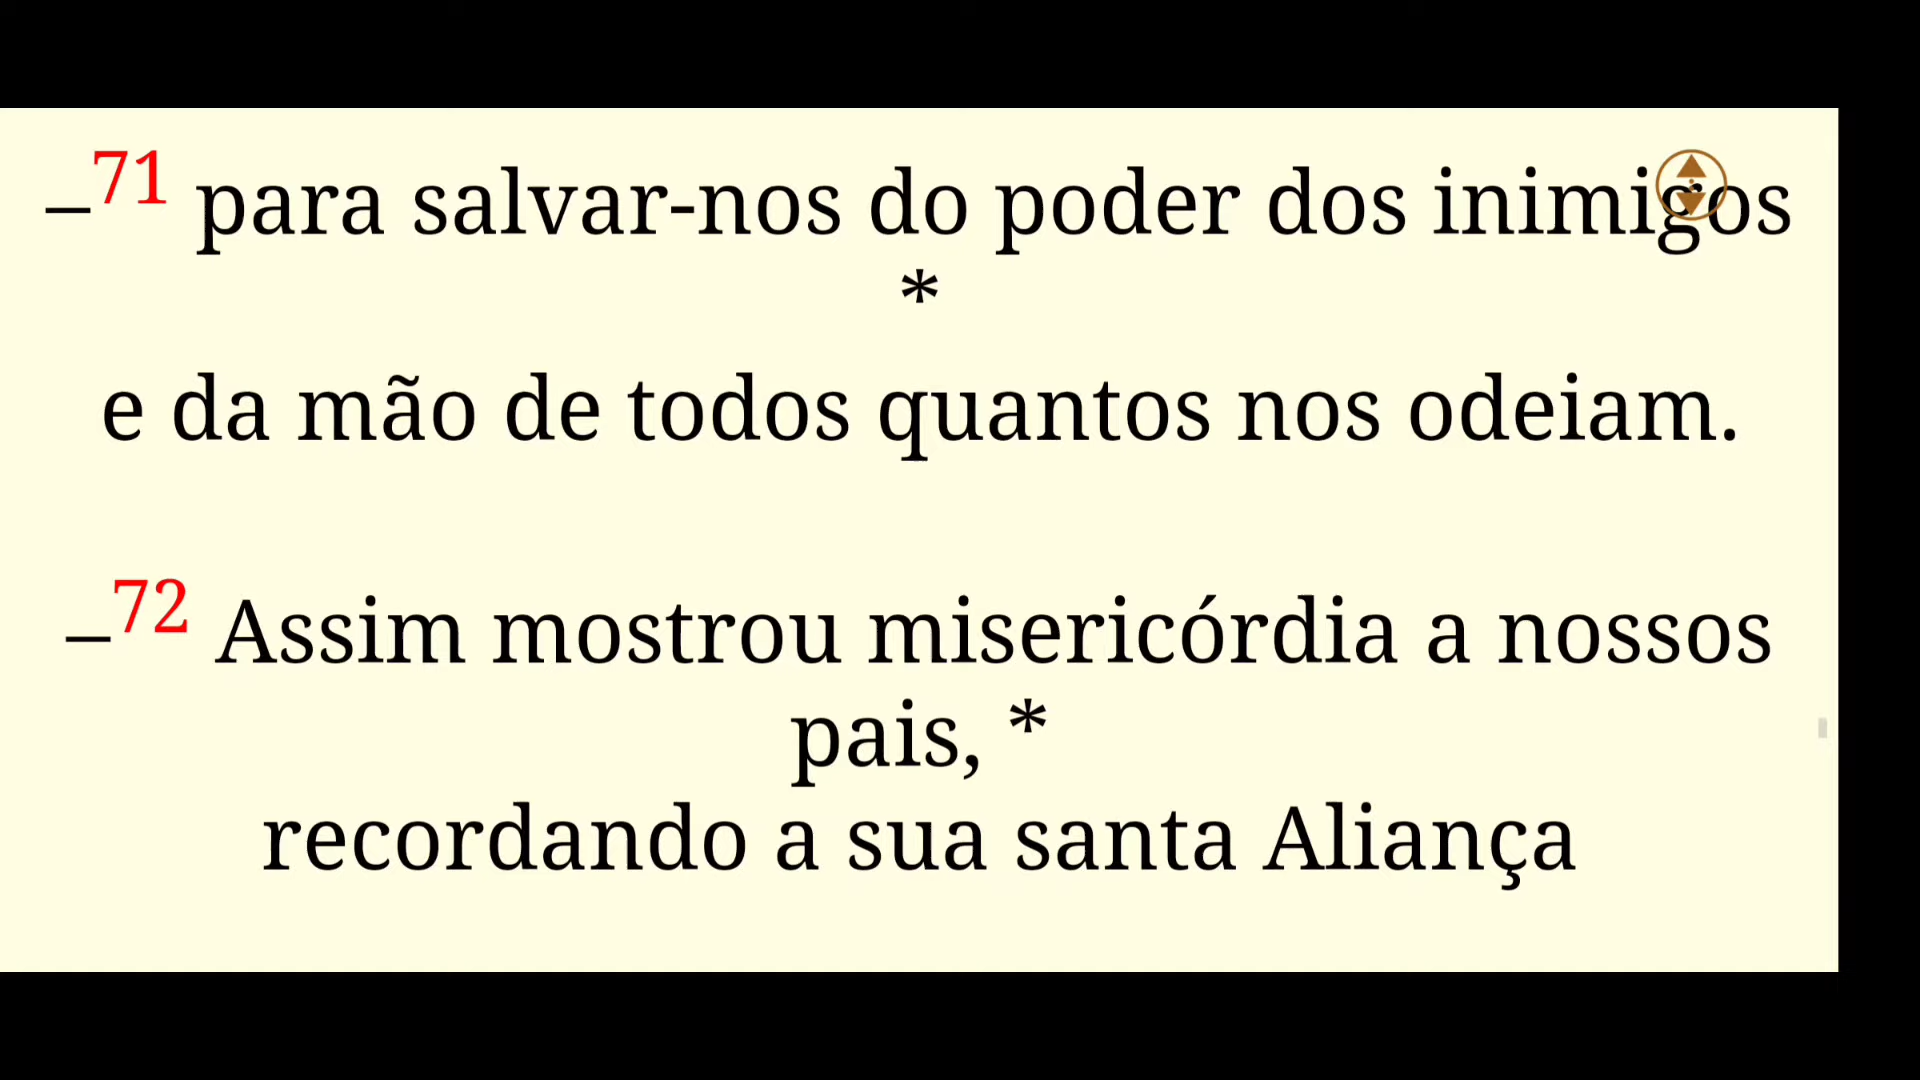 –71 para salvar-nos do poder dos inimigos
*
e da mão de todos quantos nos odeiam.
–72 Assim mostrou misericórdia a nossos
pais, *
recordando a sua santa Aliança